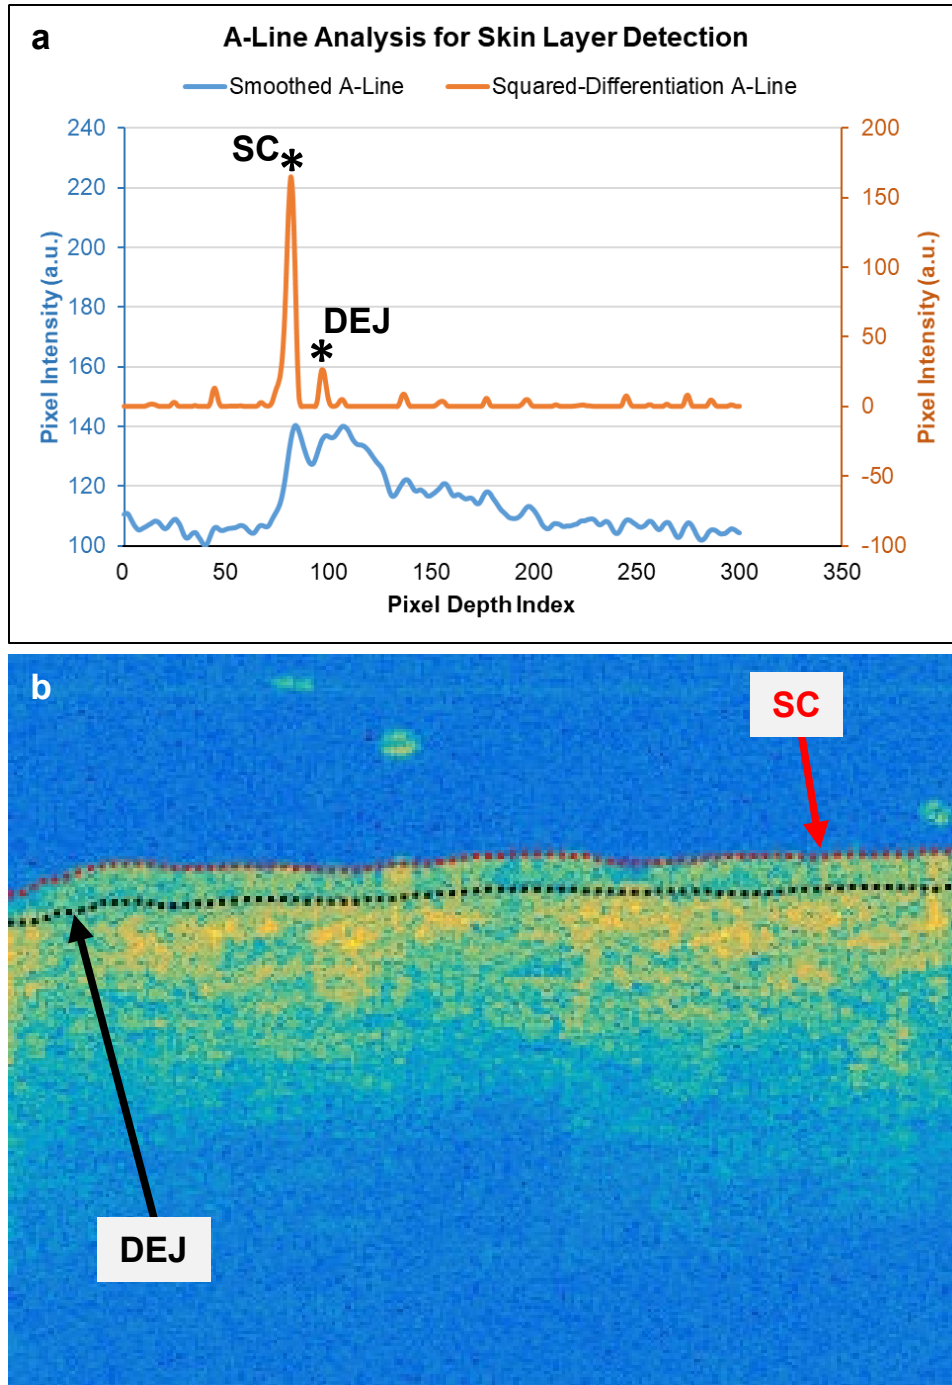 a
A-Line Analysis for Skin Layer Detection
Smoothed A-Line
Squared-Differentiation A-Line
Pixel Intensity (a.u.)
240
220
200
180
160
140
120
100
SC*
DEJ
*
200
150
100
50
0
-50
-100
Pixel Intensity (a.u.)
0 50 100 150 200 250 300 350
Pixel Depth Index
b
SC
DEJ